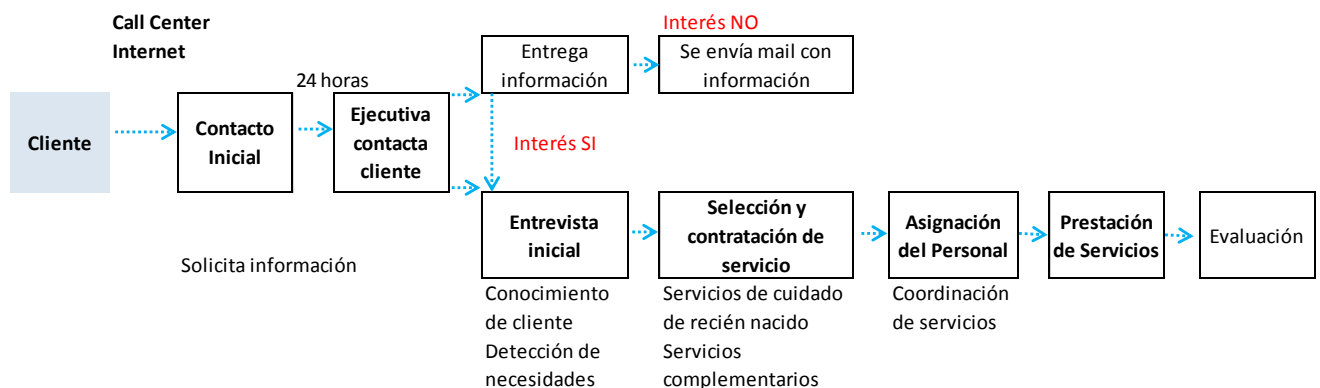 Call Center
Internet
Interés NO
Entrega
información
Se envía mail con
información
24 horas
Cliente
Contacto
Inicial
Ejecutiva
contacta
cliente
Interés SI
Entrevista
inicial
Selección y
contratación de
servicio
Asignación
del Personal
Prestación
de Servicios
Evaluación
Solicita información
Conocimiento
de cliente
Detección de
necesidades
Servicios de cuidado
de recién nacido
Servicios
complementarios
Coordinación
de servicios